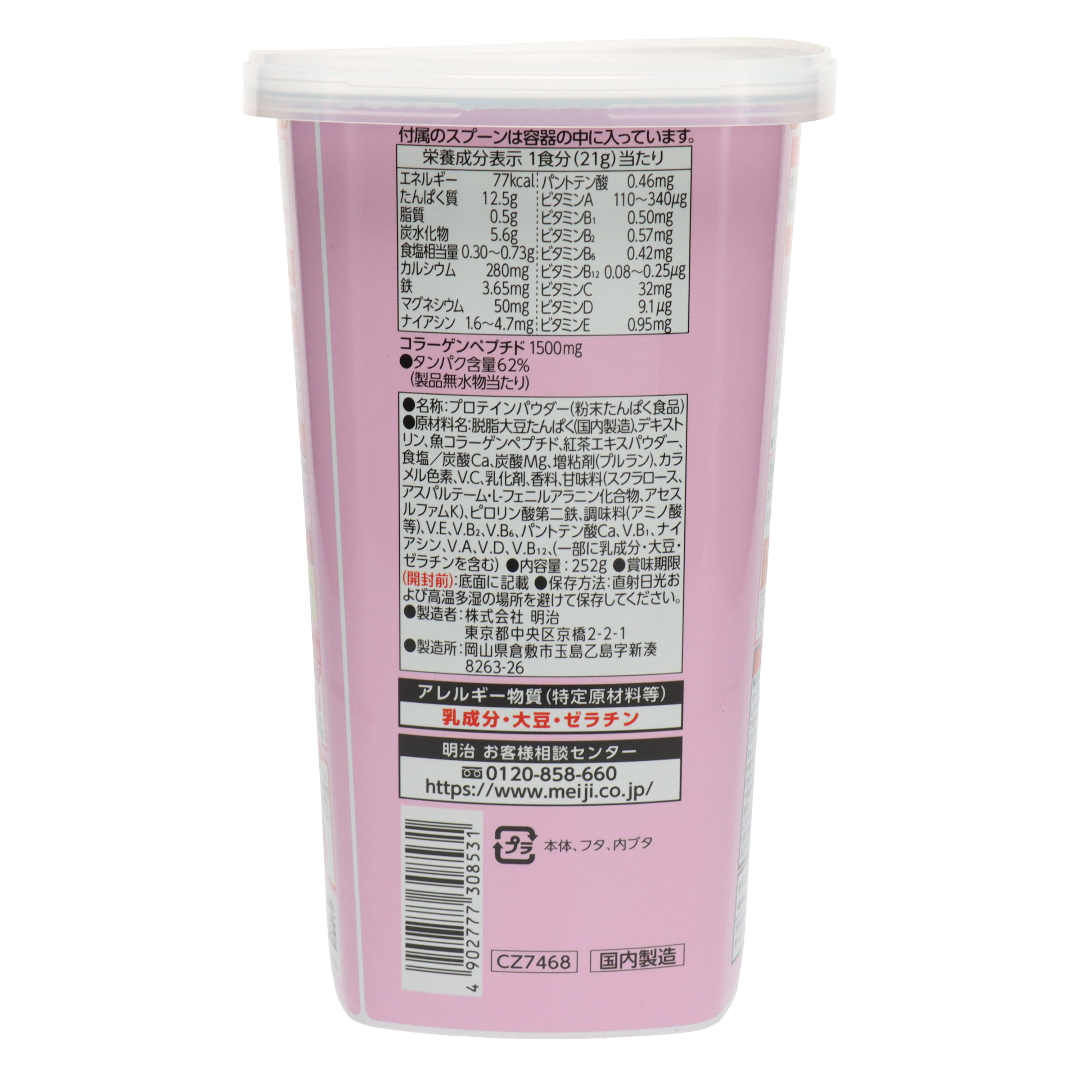 付属のスプーンは容器の中に入っています。
栄養成分表示 1食分(21g)当たり
エネルギー 77kcal パントテン酸 0.46mg
たんぱく質 12.5g ビタミンA 110〜340μg
脂質 0.5g ビタミンB₁ 0.50mg
炭水化物 5.6g ビタミンB₂ 0.57mg
食塩相当量 0.30〜0.73g ビタミンB₆ 0.42mg
カルシウム 280mg ビタミンB₁₂ 0.08〜0.25μg
鉄 3.65mg ビタミンC 32mg
マグネシウム 50mg ビタミンD 9.1μg
ナイアシン 1.6〜4.7mg ビタミンE 0.95mg
コラーゲンペプチド 1500mg
●タンパク含量62%
(製品無水物当たり)
●名称:プロテインパウダー(粉末たんぱく食品)
●原材料名:脱脂大豆たんぱく(国内製造)、デキスト
リン、魚コラーゲンペプチド、紅茶エキスパウダー、
食塩/炭酸Ca、炭酸Mg、増粘剤(プルラン)、カラ
メル色素、V.C、乳化剤、香料、甘味料(スクラロース、
アスパルテーム・L-フェニルアラニン化合物、アセス
ルファムK)、ピロリン酸第二鉄、調味料(アミノ酸
等)、V.E、V.B₂、V.B₆、パントテン酸Ca、V.B₁、ナイ
アシン、V.A、V.D、V.B₁₂、(一部に乳成分・大豆・
ゼラチンを含む) ●内容量:252g ●賞味期限
(開封前):底面に記載 ●保存方法:直射日光お
よび高温多湿の場所を避けて保存してください。
●製造者:株式会社 明治
東京都中央区京橋2-2-1
●製造所:岡山県倉敷市玉島乙島字新湊
8263-26
アレルギー物質(特定原材料等)
乳成分・大豆・ゼラチン
明治 お客様相談センター
0120-858-660
https://www.meiji.co.jp/
プラ 本体、フタ、内ブタ
4 902777 308531
CZ7468 国内製造